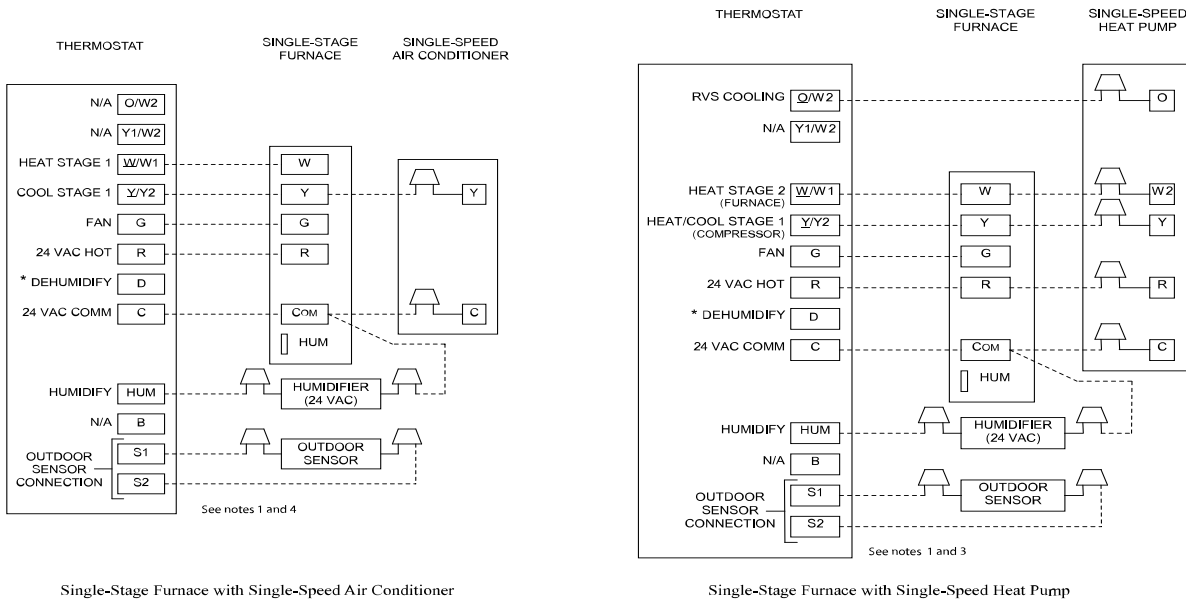 THERMOSTAT
SINGLE-STAGE
FURNACE
SINGLE-SPEED
AIR CONDITIONER
N/A O/W2
N/A Y1/W2
HEAT STAGE 1 W/W1 W
COOL STAGE 1 Y/Y2 Y Y
FAN G G
24 VAC HOT R R
* DEHUMIDIFY D
24 VAC COMM C COM C
HUM
HUMIDIFY HUM HUMIDIFIER
(24 VAC)
N/A B
OUTDOOR
SENSOR
CONNECTION
S1
S2
OUTDOOR
SENSOR
See notes 1 and 4
Single-Stage Furnace with Single-Speed Air Conditioner
THERMOSTAT
SINGLE-STAGE
FURNACE
SINGLE-SPEED
HEAT PUMP
RVS COOLING O/W2 O
N/A Y1/W2
HEAT STAGE 2 W/W1 W W2
(FURNACE)
HEAT/COOL STAGE 1 Y/Y2 Y Y
(COMPRESSOR)
FAN G G
24 VAC HOT R R R
* DEHUMIDIFY D
24 VAC COMM C COM C
HUM
HUMIDIFY HUM HUMIDIFIER
(24 VAC)
N/A B
OUTDOOR
SENSOR
CONNECTION
S1
S2
OUTDOOR
SENSOR
See notes 1 and 3
Single-Stage Furnace with Single-Speed Heat Pump